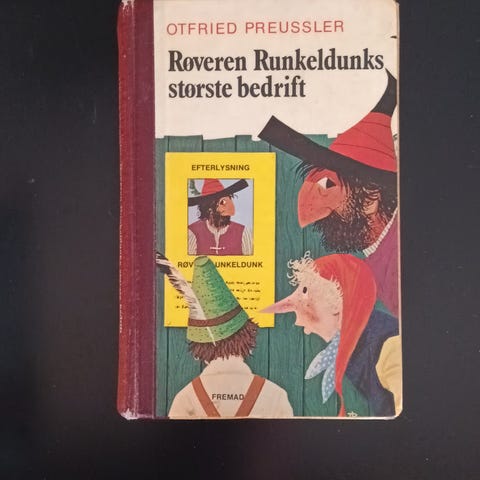 OTFRIED PREUSSLER
Røveren Runkeldunks
største bedrift
EFTERLYSNING
RØV UNKELDUNK
FREMAD